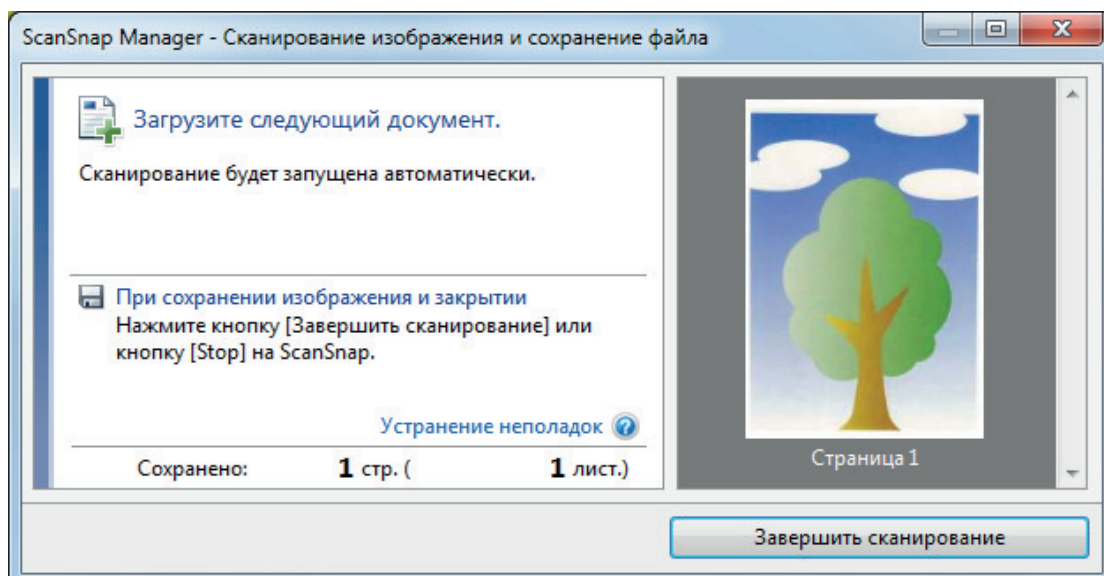 ScanSnap Manager - Сканирование изображения и сохранение файла
Загрузите следующий документ.
Сканирование будет запущена автоматически.
При сохранении изображения и закрытии
Нажмите кнопку [Завершить сканирование] или
кнопку [Stop] на ScanSnap.
Устранение неполадок
Сохранено: 1 стр. ( 1 лист.)
Страница 1
Завершить сканирование